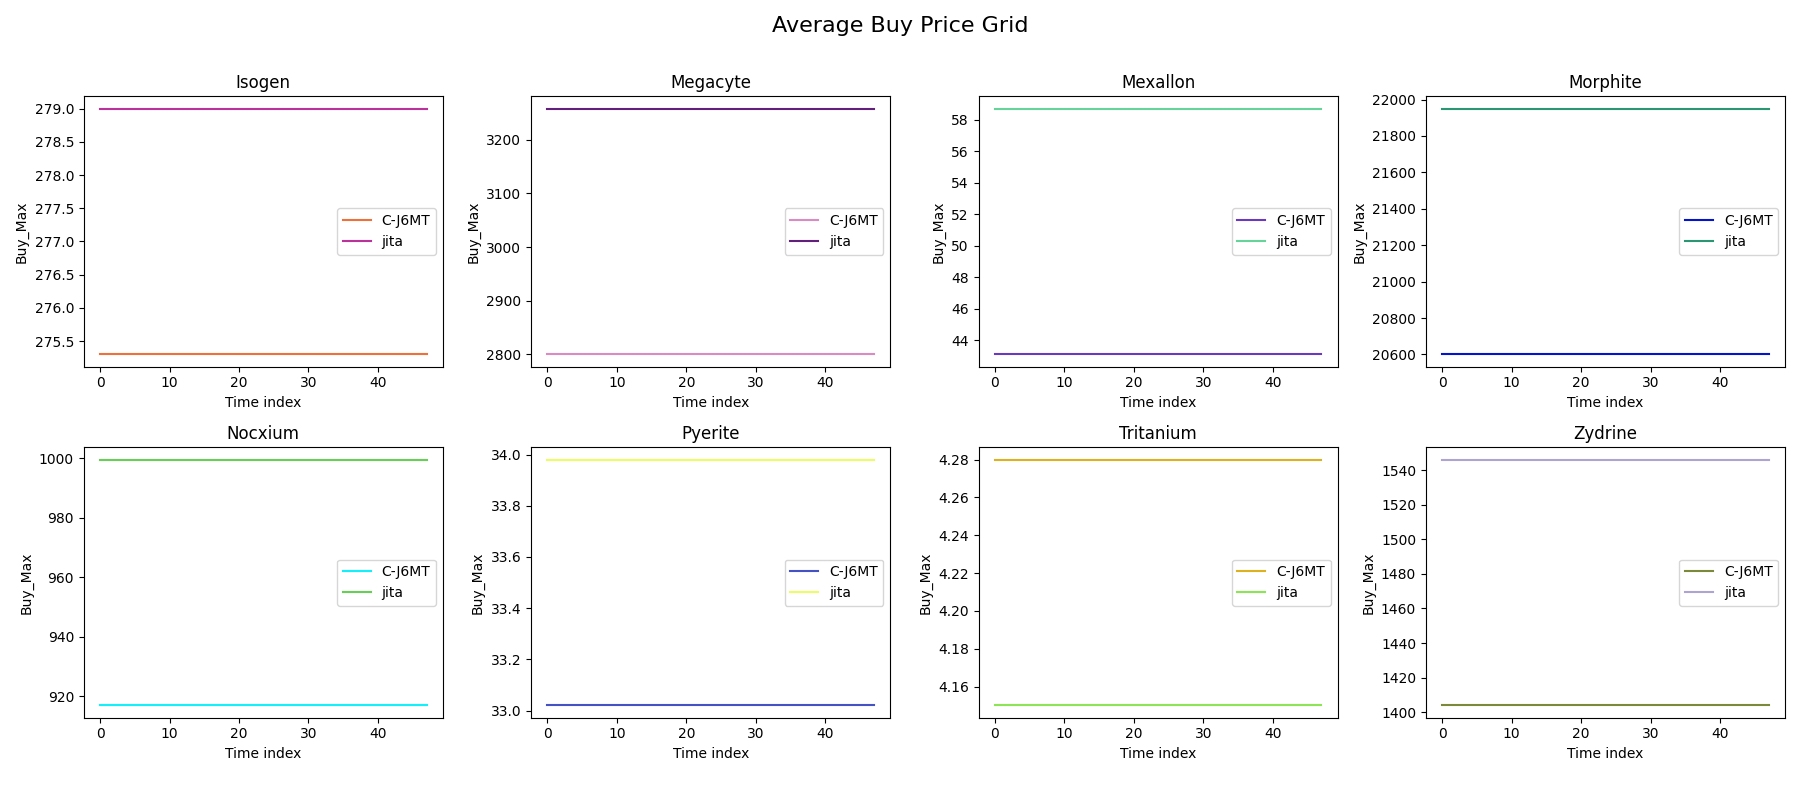 Average Buy Price Grid
Isogen
279.0
278.5
278.0
277.5
277.0
276.5
276.0
275.5
Buy_Max
C-J6MT
jita
0 10 20 30 40
Time index
Megacyte
3200
3100
3000
2900
2800
Buy_Max
C-J6MT
jita
0 10 20 30 40
Time index
Mexallon
58
56
54
52
50
48
46
44
Buy_Max
C-J6MT
jita
0 10 20 30 40
Time index
Morphite
22000
21800
21600
21400
21200
21000
20800
20600
Buy_Max
C-J6MT
jita
0 10 20 30 40
Time index
Nocxium
1000
980
960
940
920
Buy_Max
C-J6MT
jita
0 10 20 30 40
Time index
Pyerite
34.0
33.8
33.6
33.4
33.2
33.0
Buy_Max
C-J6MT
jita
0 10 20 30 40
Time index
Tritanium
4.28
4.26
4.24
4.22
4.20
4.18
4.16
Buy_Max
C-J6MT
jita
0 10 20 30 40
Time index
Zydrine
1540
1520
1500
1480
1460
1440
1420
1400
Buy_Max
C-J6MT
jita
0 10 20 30 40
Time index